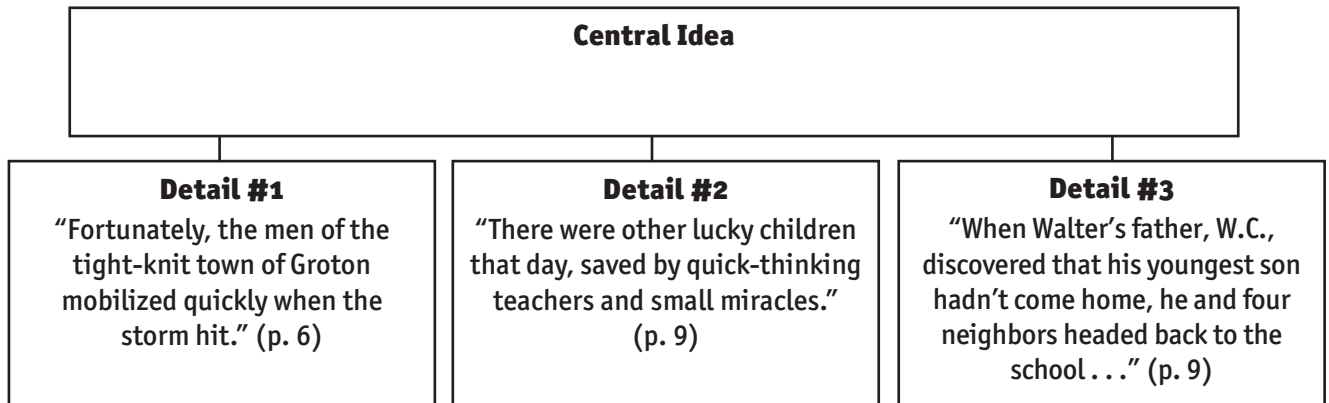 Central Idea
Detail #1
“Fortunately, the men of the
tight-knit town of Groton
mobilized quickly when the
storm hit.” (p. 6)
Detail #2
“There were other lucky children
that day, saved by quick-thinking
teachers and small miracles.”
(p. 9)
Detail #3
“When Walter’s father, W.C.,
discovered that his youngest son
hadn’t come home, he and four
neighbors headed back to the
school . . .” (p. 9)